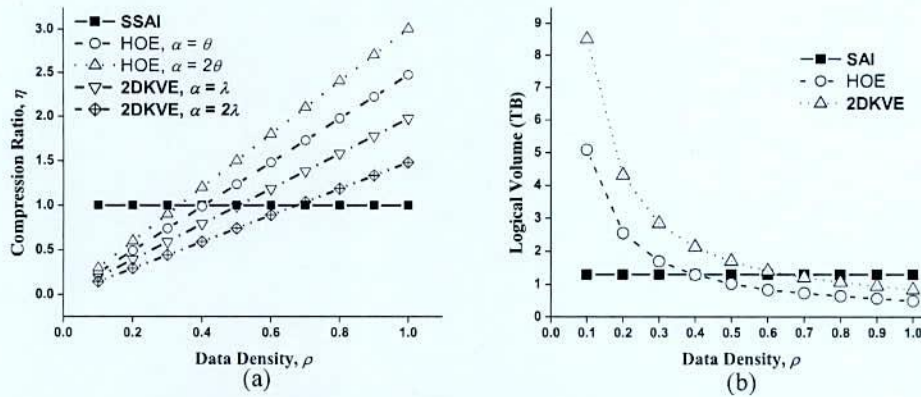 3.0
2.5
2.0
1.5
1.0
0.5
0.0
Compression Ratio, η
SSAI
HOE, α = θ
HOE, α = 2θ
2DKVE, α = λ
2DKVE, α = 2λ
0.0 0.2 0.4 0.6 0.8 1.0
Data Density, ρ
(a)
9
8
7
6
5
4
3
2
1
0
Logical Volume (TB)
SAI
HOE
2DKVE
0.0 0.1 0.2 0.3 0.4 0.5 0.6 0.7 0.8 0.9 1.0
Data Density, ρ
(b)